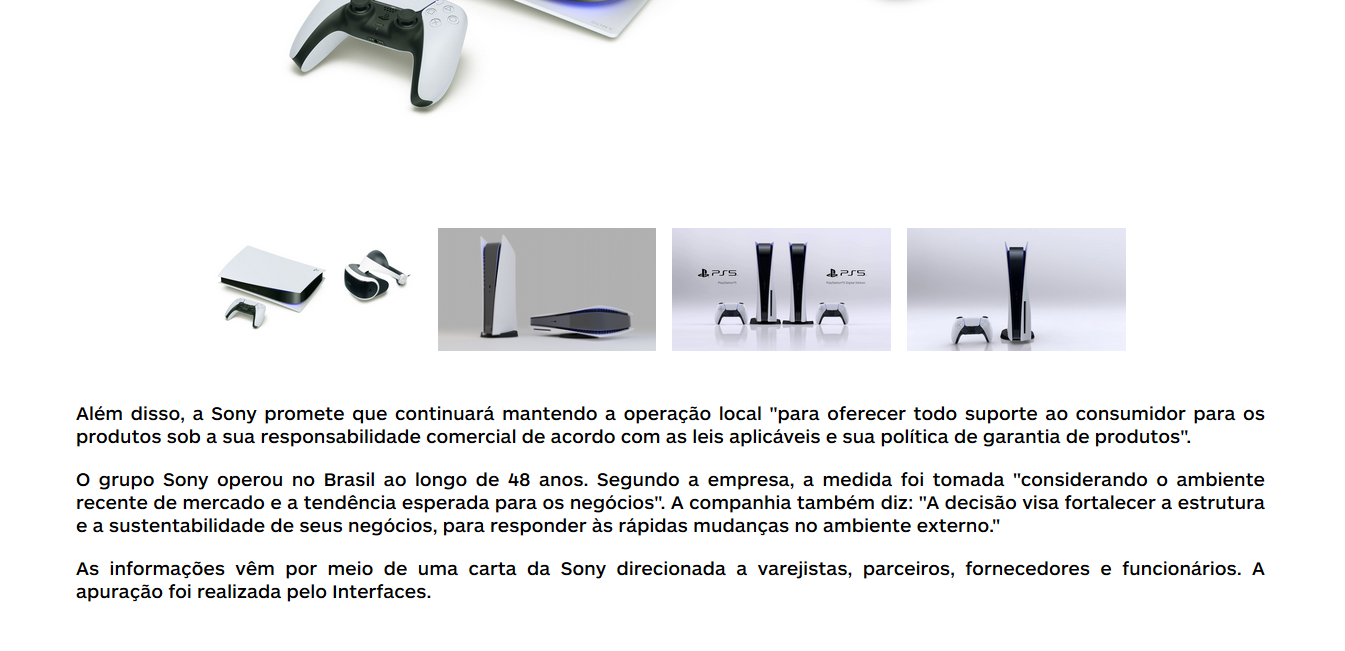 PS5
PS5
Além disso, a Sony promete que continuará mantendo a operação local "para oferecer todo suporte ao consumidor para os
produtos sob a sua responsabilidade comercial de acordo com as leis aplicáveis e sua política de garantia de produtos".
O grupo Sony operou no Brasil ao longo de 48 anos. Segundo a empresa, a medida foi tomada "considerando o ambiente
recente de mercado e a tendência esperada para os negócios". A companhia também diz: "A decisão visa fortalecer a estrutura
e a sustentabilidade de seus negócios, para responder às rápidas mudanças no ambiente externo."
As informações vêm por meio de uma carta da Sony direcionada a varejistas, parceiros, fornecedores e funcionários. A
apuração foi realizada pelo Interfaces.